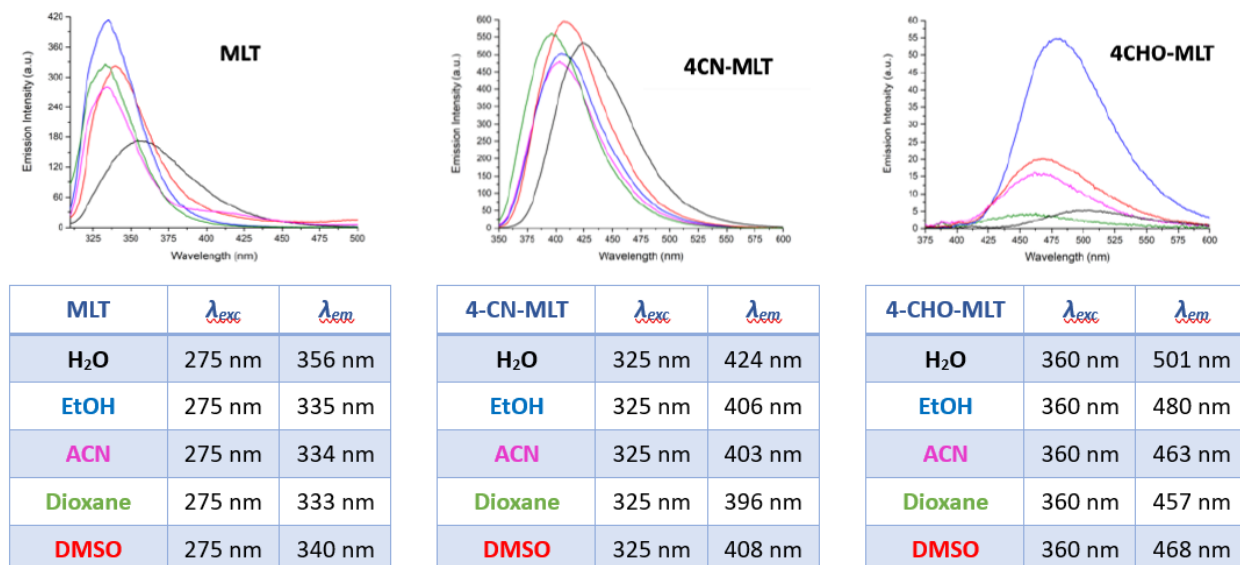 MLT
Emission Intensity (a.u.)
420
360
300
240
180
120
60
0
325 350 375 400 425 450 475 500
Wavelength (nm)
4CN-MLT
Emission Intensity (a.u.)
600
550
500
450
400
350
300
250
200
150
100
50
0
350 375 400 425 450 475 500 525 550 575 600
Wavelength (nm)
4CHO-MLT
Emission Intensity (a.u.)
60
55
50
45
40
35
30
25
20
15
10
5
0
375 400 425 450 475 500 525 550 575 600
Wavelength (nm)
MLT λexc λem
H₂O 275 nm 356 nm
EtOH 275 nm 335 nm
ACN 275 nm 334 nm
Dioxane 275 nm 333 nm
DMSO 275 nm 340 nm
4-CN-MLT λexc λem
H₂O 325 nm 424 nm
EtOH 325 nm 406 nm
ACN 325 nm 403 nm
Dioxane 325 nm 396 nm
DMSO 325 nm 408 nm
4-CHO-MLT λexc λem
H₂O 360 nm 501 nm
EtOH 360 nm 480 nm
ACN 360 nm 463 nm
Dioxane 360 nm 457 nm
DMSO 360 nm 468 nm